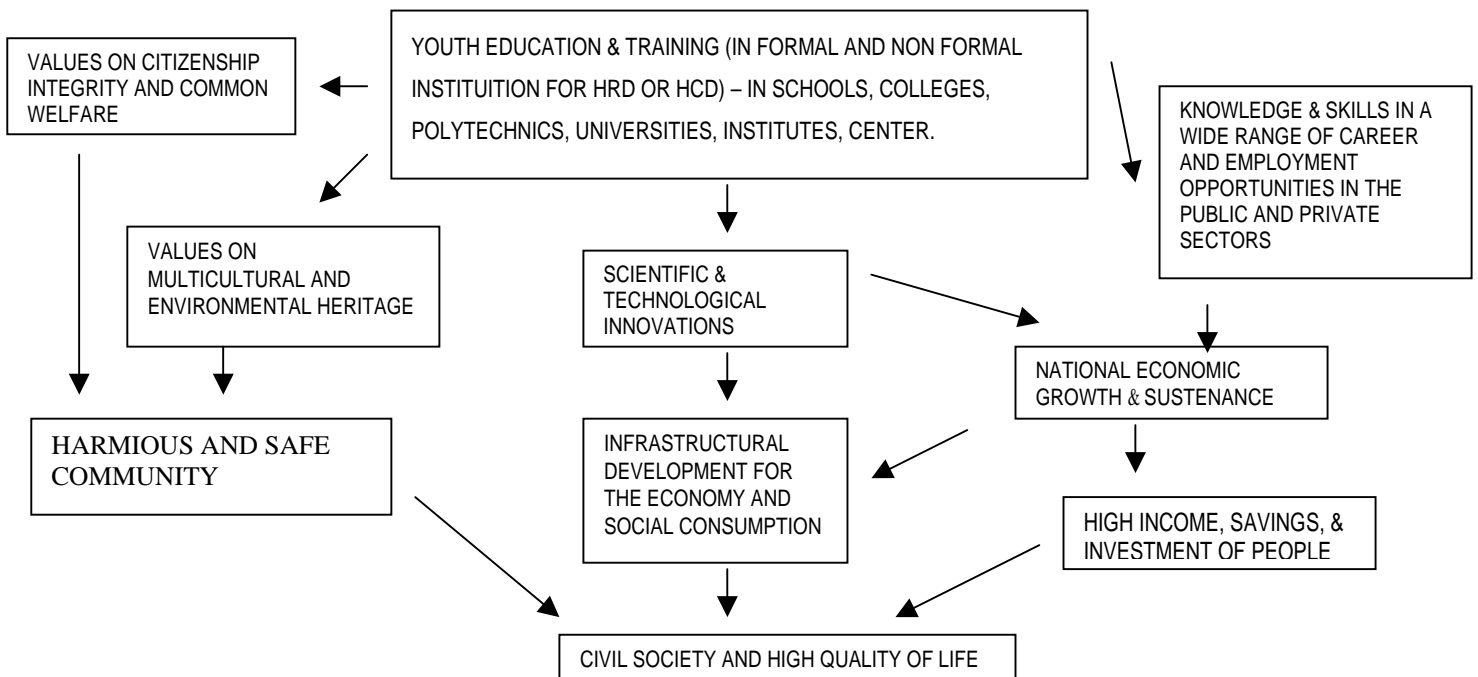 YOUTH EDUCATION & TRAINING (IN FORMAL AND NON FORMAL
INSTITUITION FOR HRD OR HCD) – IN SCHOOLS, COLLEGES,
POLYTECHNICS, UNIVERSITIES, INSTITUTES, CENTER.
VALUES ON CITIZENSHIP
INTEGRITY AND COMMON
WELFARE
KNOWLEDGE & SKILLS IN A
WIDE RANGE OF CAREER
AND EMPLOYMENT
OPPORTUNITIES IN THE
PUBLIC AND PRIVATE
SECTORS
VALUES ON
MULTICULTURAL AND
ENVIRONMENTAL HERITAGE
SCIENTIFIC &
TECHNOLOGICAL
INNOVATIONS
NATIONAL ECONOMIC
GROWTH & SUSTENANCE
HARMIOUS AND SAFE
COMMUNITY
INFRASTRUCTURAL
DEVELOPMENT FOR
THE ECONOMY AND
SOCIAL CONSUMPTION
HIGH INCOME, SAVINGS, &
INVESTMENT OF PEOPLE
CIVIL SOCIETY AND HIGH QUALITY OF LIFE